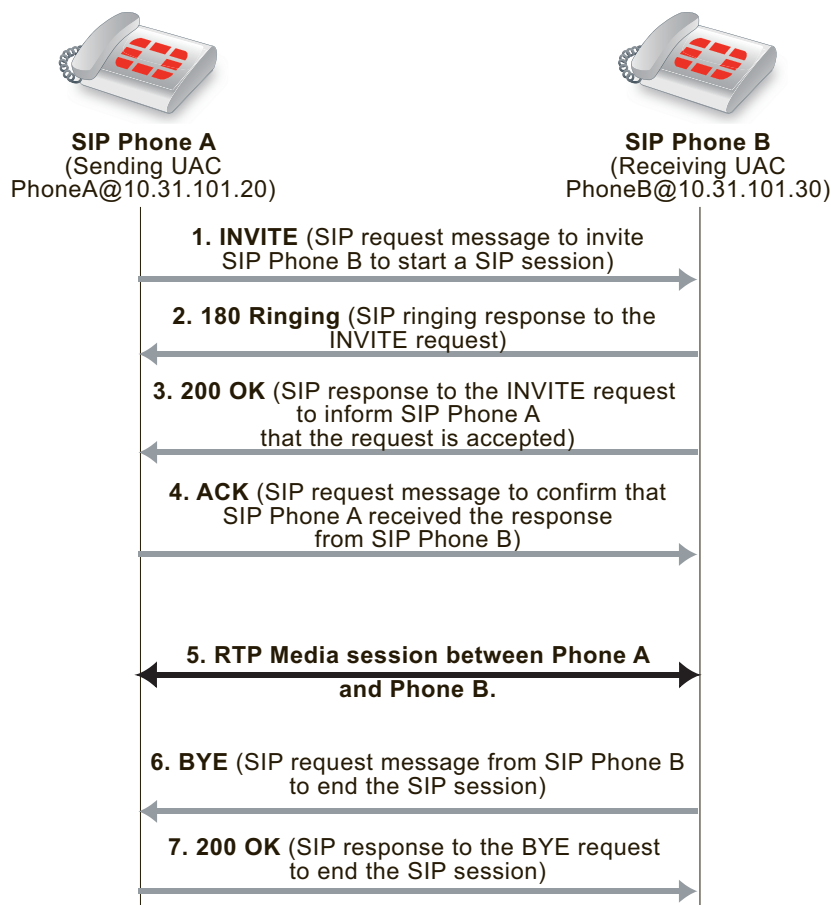 SIP Phone A
(Sending UAC
PhoneA@10.31.101.20)
SIP Phone B
(Receiving UAC
PhoneB@10.31.101.30)
1. INVITE (SIP request message to invite
SIP Phone B to start a SIP session)
2. 180 Ringing (SIP ringing response to the
INVITE request)
3. 200 OK (SIP response to the INVITE request
to inform SIP Phone A
that the request is accepted)
4. ACK (SIP request message to confirm that
SIP Phone A received the response
from SIP Phone B)
5. RTP Media session between Phone A
and Phone B.
6. BYE (SIP request message from SIP Phone B
to end the SIP session)
7. 200 OK (SIP response to the BYE request
to end the SIP session)